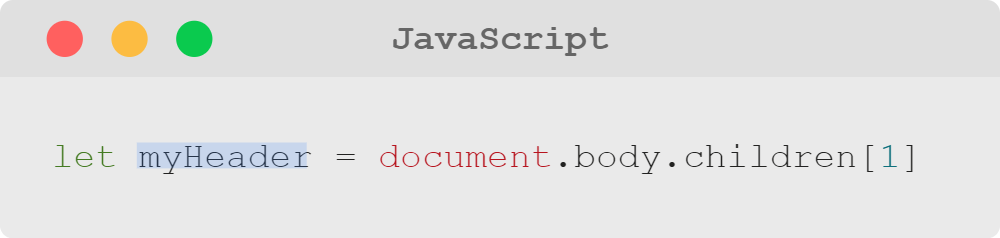 JavaScript
let myHeader = document.body.children[1]